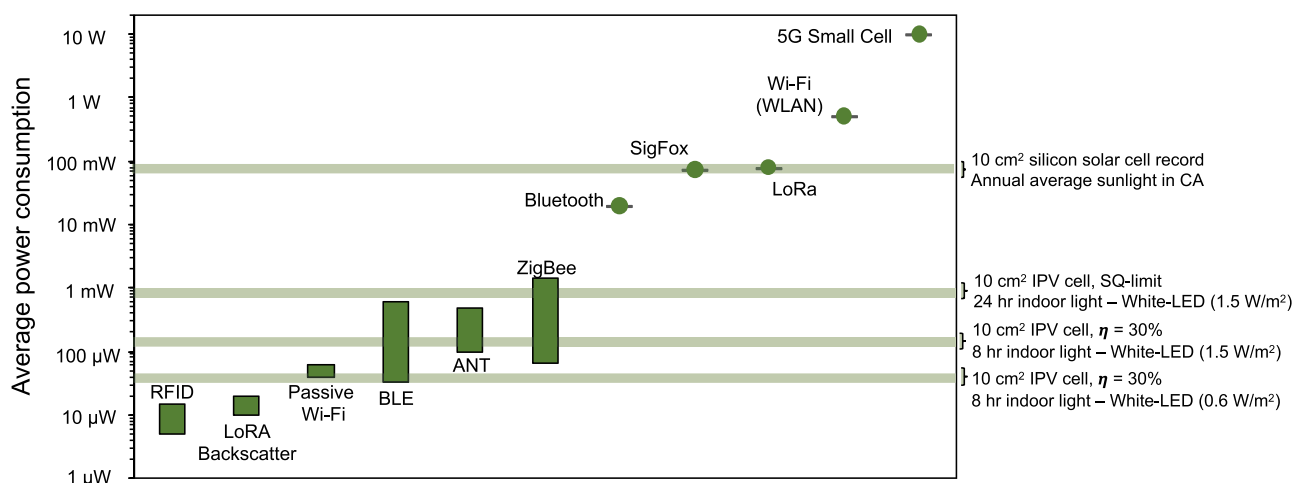 Average power consumption
10 W
1 W
100 mW
10 mW
1 mW
100 µW
10 µW
1 µW
5G Small Cell
Wi-Fi
(WLAN)
SigFox
LoRa
Bluetooth
ZigBee
ANT
BLE
Passive
Wi-Fi
RFID
LoRA
Backscatter
10 cm² silicon solar cell record
Annual average sunlight in CA
10 cm² IPV cell, SQ-limit
24 hr indoor light – White-LED (1.5 W/m²)
10 cm² IPV cell, η = 30%
8 hr indoor light – White-LED (1.5 W/m²)
10 cm² IPV cell, η = 30%
8 hr indoor light – White-LED (0.6 W/m²)